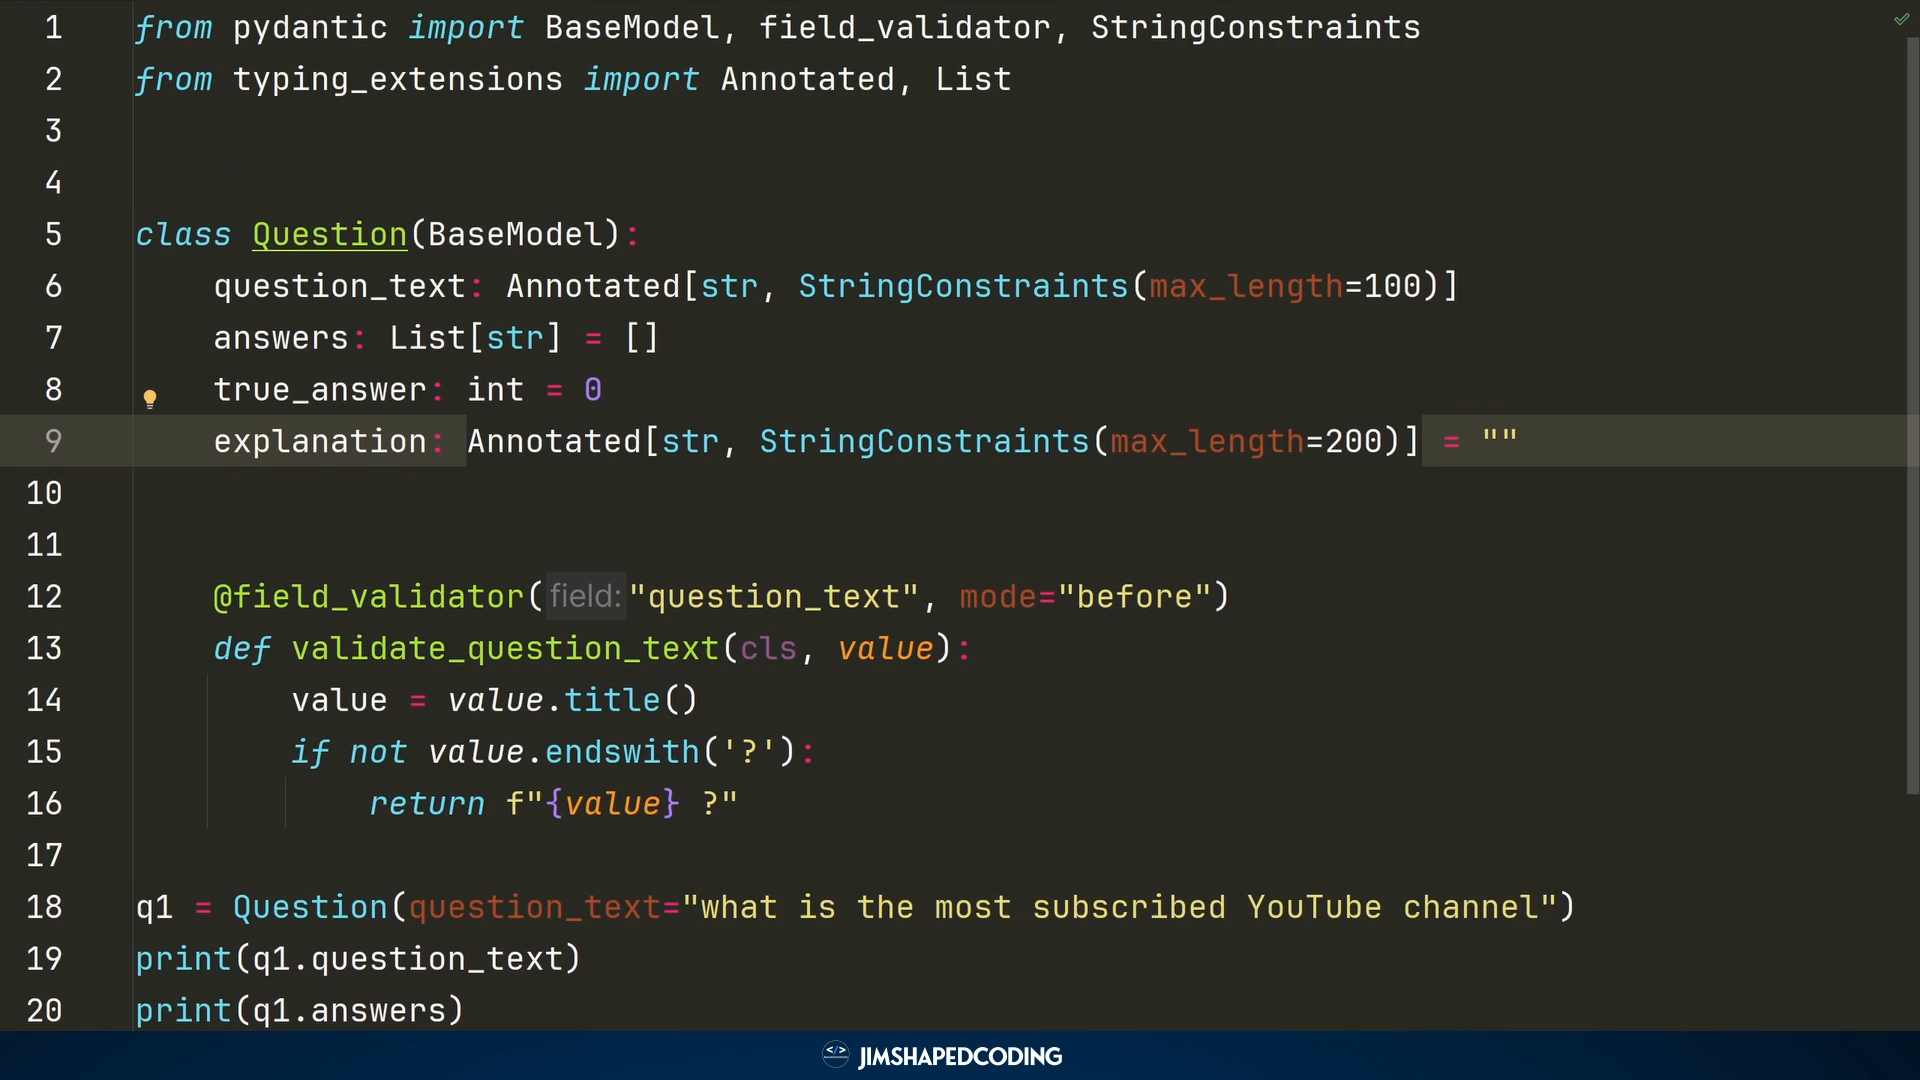 1 from pydantic import BaseModel, field_validator, StringConstraints
2 from typing_extensions import Annotated, List
3
4
5 class Question(BaseModel):
6     question_text: Annotated[str, StringConstraints(max_length=100)]
7     answers: List[str] = []
8     true_answer: int = 0
9     explanation: Annotated[str, StringConstraints(max_length=200)] = ""
10
11
12     @field_validator( field: "question_text", mode="before")
13     def validate_question_text(cls, value):
14         value = value.title()
15         if not value.endswith('?'):
16             return f"{value} ?"
17
18 q1 = Question(question_text="what is the most subscribed YouTube channel")
19 print(q1.question_text)
20 print(q1.answers)
</> JIMSHAPEDCODING